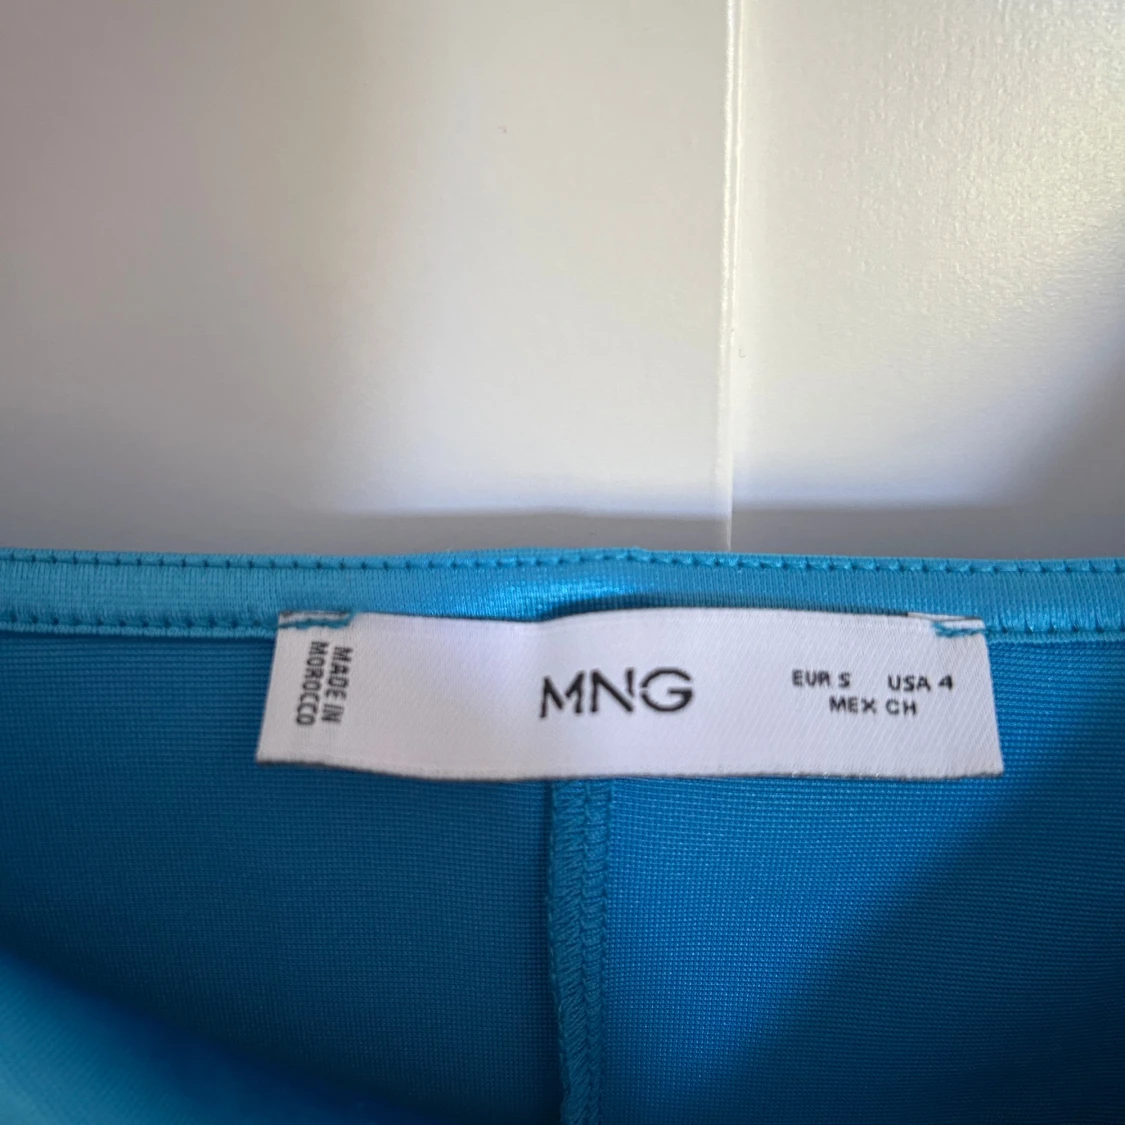 MADE IN
MOROCCO
MNG
EUR S USA 4
MEX CH